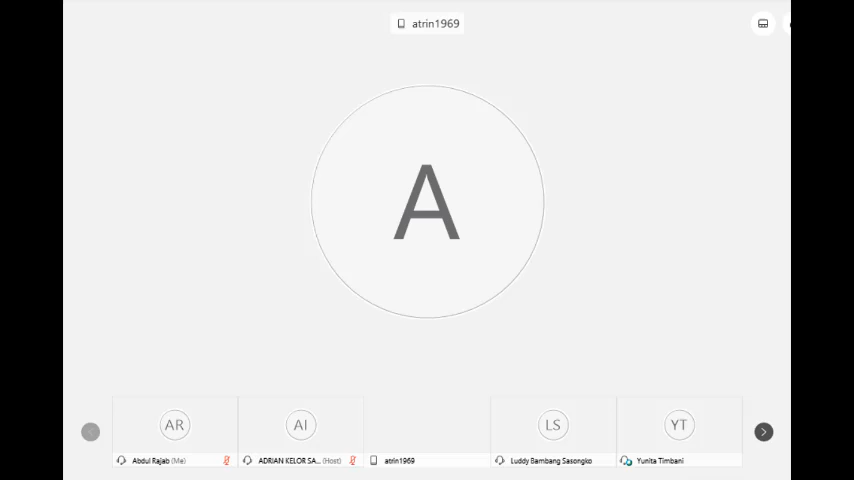 atrin1969
A
AR
AI
LS
YT
Abdul Rajab (Me)
ADRIAN KELOR SA... (Host)
atrin1969
Luddy Bambang Sasongko
Yunita Timbani